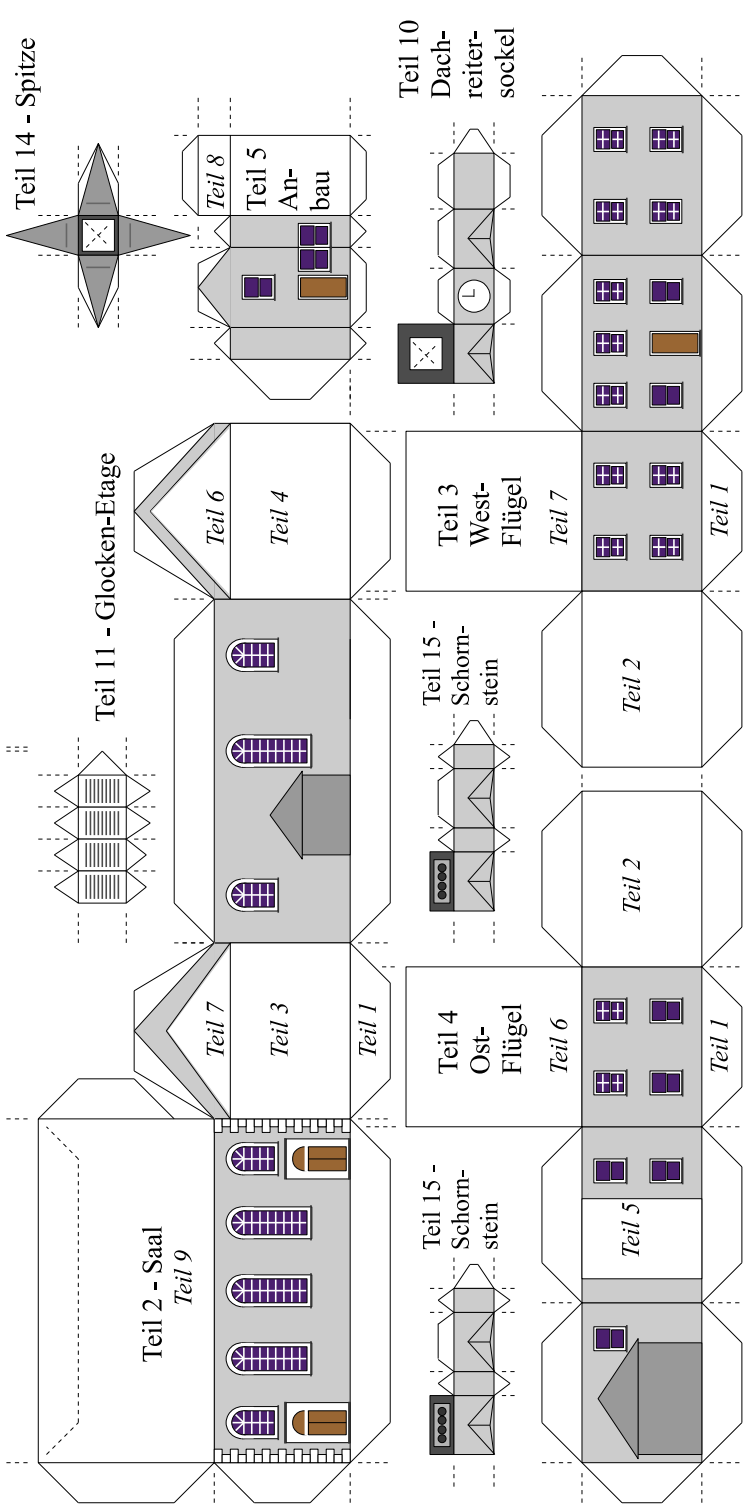 Teil 14 - Spitze
Teil 8
Teil 5
An-
bau
Teil 10
Dach-
reiter-
sockel
Teil 11 - Glocken-Etage
Teil 6
Teil 4
Teil 3
West-
Flügel
Teil 7
Teil 1
Teil 15 -
Schorn-
stein
Teil 2
Teil 2
Teil 7
Teil 3
Teil 1
Teil 4
Ost-
Flügel
Teil 6
Teil 1
Teil 2 - Saal
Teil 9
Teil 15 -
Schorn-
stein
Teil 5